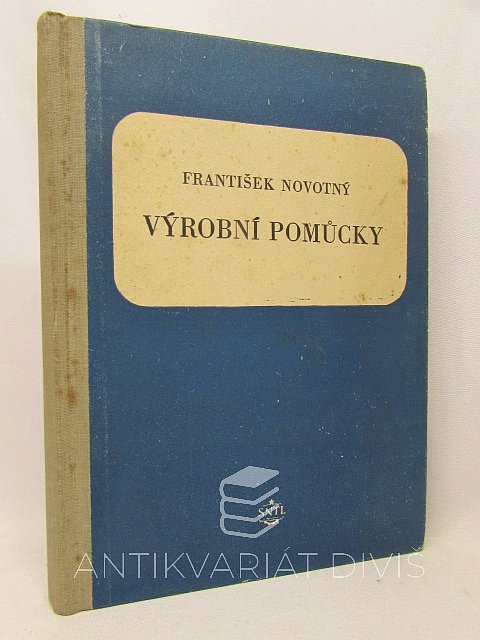 FRANTIŠEK NOVOTNÝ
VÝROBNÍ POMŮCKY
SNTL
ANTIKVARIÁT DIVIŠ